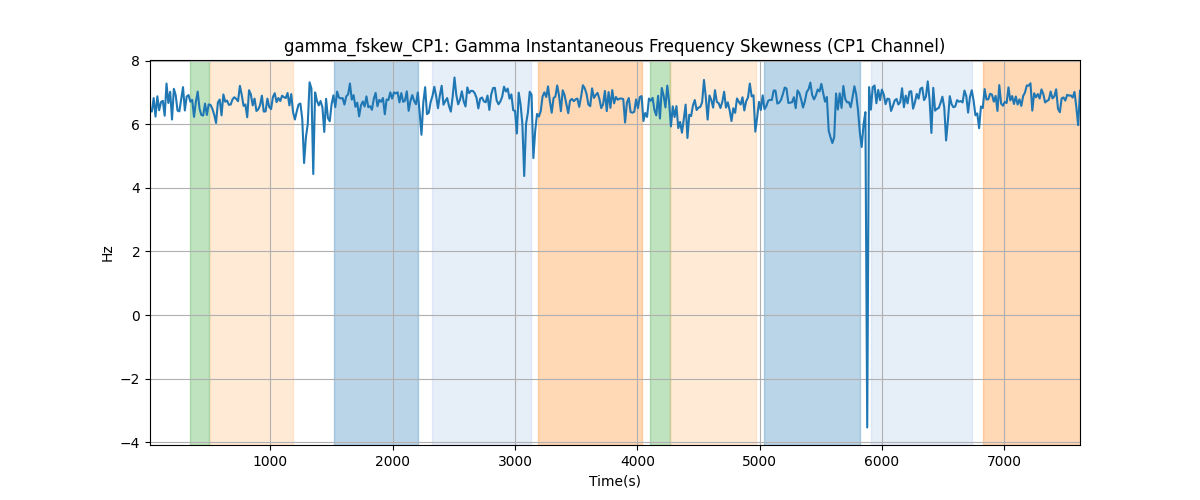 gamma_fskew_CP1: Gamma Instantaneous Frequency Skewness (CP1 Channel)
8
6
4
2
0
−2
−4
Hz
1000 2000 3000 4000 5000 6000 7000
Time(s)